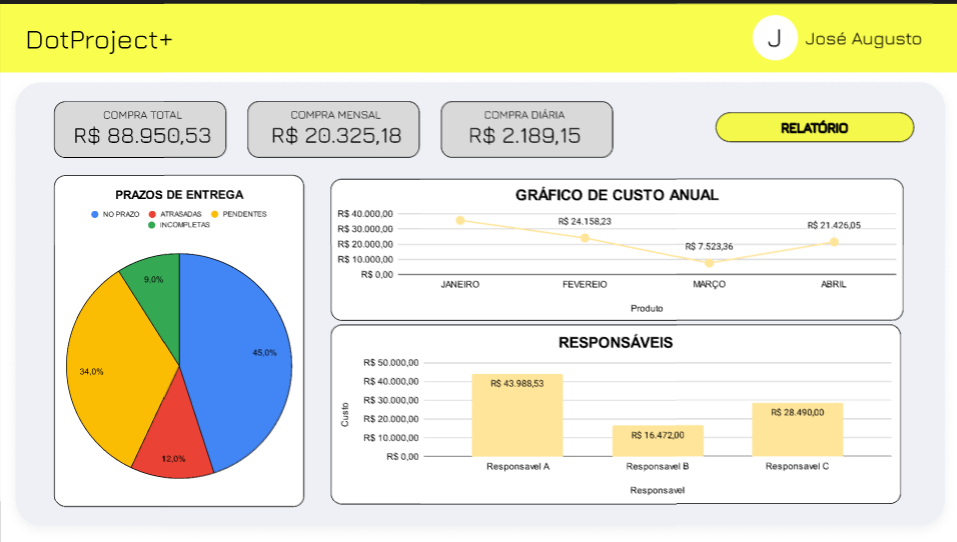 DotProject+
J
José Augusto
COMPRA TOTAL
R$ 88.950,53
COMPRA MENSAL
R$ 20.325,18
COMPRA DIÁRIA
R$ 2.189,15
RELATÓRIO
PRAZOS DE ENTREGA
NO PRAZO ATRASADAS PENDENTES
INCOMPLETAS
9,0%
45,0%
34,0%
12,0%
GRÁFICO DE CUSTO ANUAL
R$ 40.000,00
R$ 30.000,00
R$ 20.000,00
R$ 10.000,00
R$ 0,00
R$ 24.158,23
R$ 7.523,36
R$ 21.426,05
JANEIRO FEVEREIO MARÇO ABRIL
Produto
RESPONSÁVEIS
Custo
R$ 50.000,00
R$ 40.000,00
R$ 30.000,00
R$ 20.000,00
R$ 10.000,00
R$ 0,00
R$ 43.988,53
R$ 16.472,00
R$ 28.490,00
Responsavel A Responsavel B Responsavel C
Responsavel